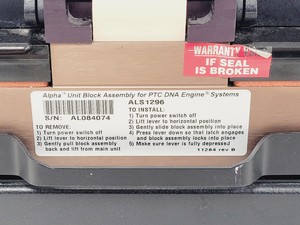 WARRANTY
IF SEAL
IS BROKEN
Alpha™ Unit Block Assembly for PTC DNA Engine™ Systems
ALS1296
S/N: AL084074
TO REMOVE:
1) Turn power switch off
2) Lift lever to horizontal position
3) Gently pull block assembly
back and lift from main unit
TO INSTALL:
1) Turn power switch off
2) Lift lever to horizontal position
3) Gently slide block assembly into place
4) Press lever down so that latch engages
and block assembly locks into place
5) Make sure lever is fully depressed
11284 rev B